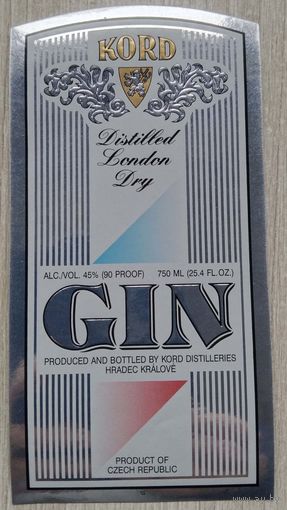 KORD
Distilled
London
Dry
ALC./VOL. 45% (90 PROOF) 750 ML (25.4 FL.OZ.)
GIN
PRODUCED AND BOTTLED BY KORD DISTILLERIES
HRADEC KRÁLOVÉ
PRODUCT OF
CZECH REPUBLIC